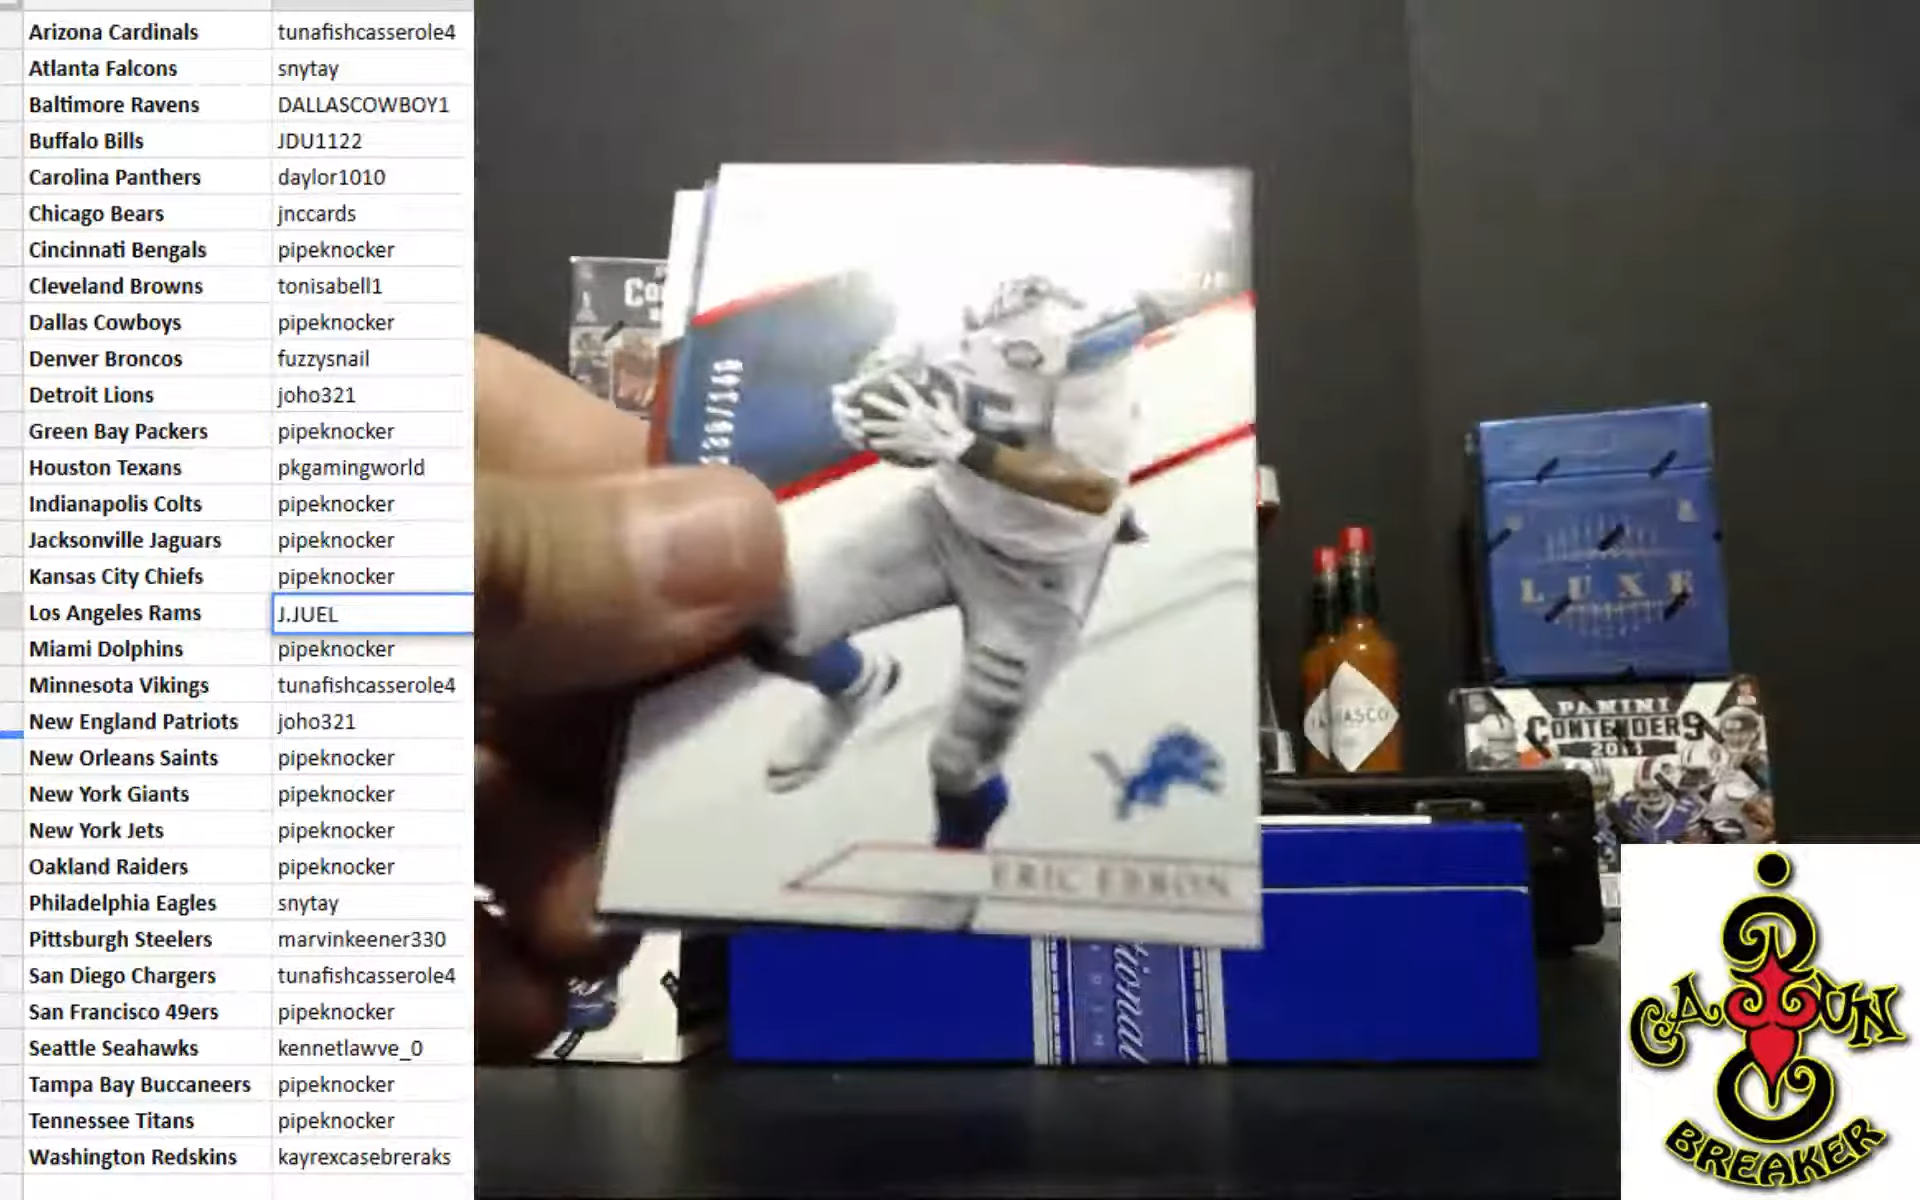 Arizona Cardinals tunafishcasserole4
Atlanta Falcons snytay
Baltimore Ravens DALLASCOWBOY1
Buffalo Bills JDU1122
Carolina Panthers daylor1010
Chicago Bears jnccards
Cincinnati Bengals pipeknocker
Cleveland Browns tonisabell1
Dallas Cowboys pipeknocker
Denver Broncos fuzzysnail
Detroit Lions joho321
Green Bay Packers pipeknocker
Houston Texans pkgamingworld
Indianapolis Colts pipeknocker
Jacksonville Jaguars pipeknocker
Kansas City Chiefs pipeknocker
Los Angeles Rams J.JUEL
Miami Dolphins pipeknocker
Minnesota Vikings tunafishcasserole4
New England Patriots joho321
New Orleans Saints pipeknocker
New York Giants pipeknocker
New York Jets pipeknocker
Oakland Raiders pipeknocker
Philadelphia Eagles snytay
Pittsburgh Steelers marvinkeener330
San Diego Chargers tunafishcasserole4
San Francisco 49ers pipeknocker
Seattle Seahawks kennetlawve_0
Tampa Bay Buccaneers pipeknocker
Tennessee Titans pipeknocker
Washington Redskins kayrexcasebreraks
ERIC EBRON
LUXE
TABASCO
PANINI
CONTENDERS
tional
CAJUN
BREAKER